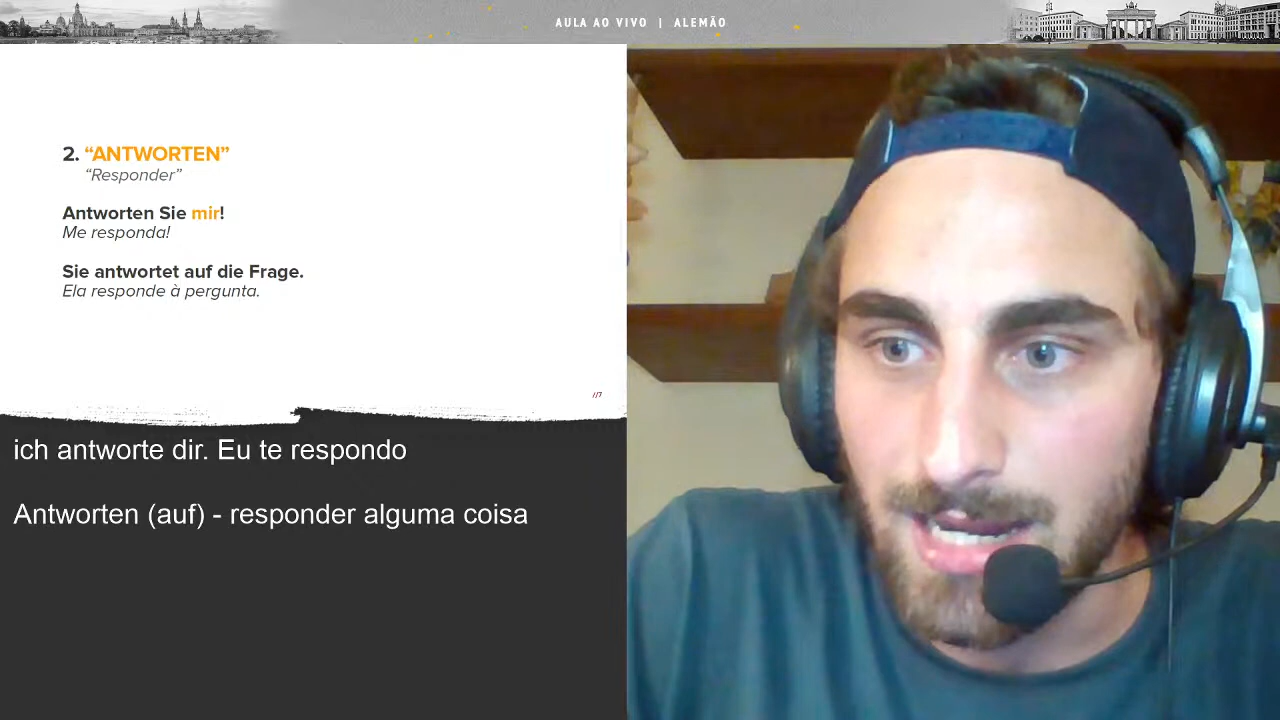 AULA AO VIVO | ALEMÃO
2. “ANTWORTEN”
“Responder”
Antworten Sie mir!
Me responda!
Sie antwortet auf die Frage.
Ela responde à pergunta.
//7
ich antworte dir. Eu te respondo
Antworten (auf) - responder alguma coisa